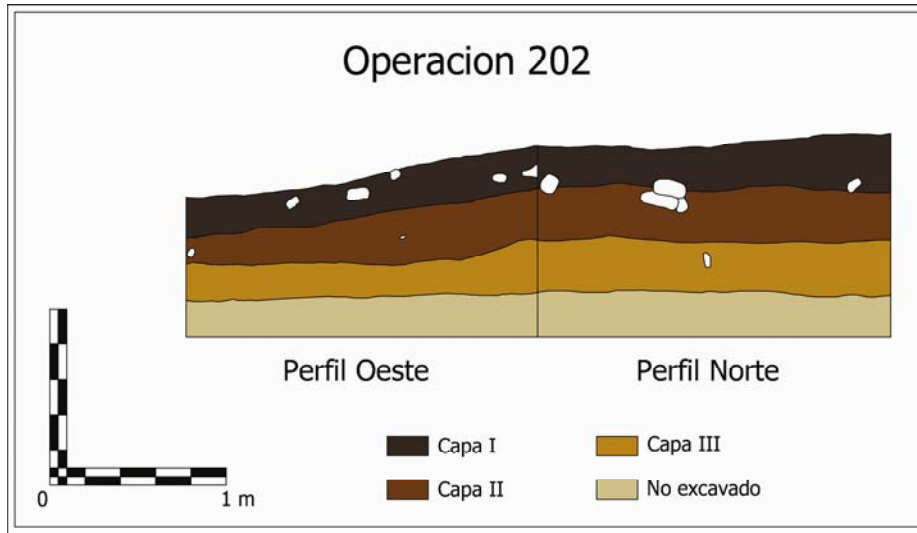 Operacion 202
Perfil Oeste
Perfil Norte
Capa I
Capa III
Capa II
No excavado
0
1 m